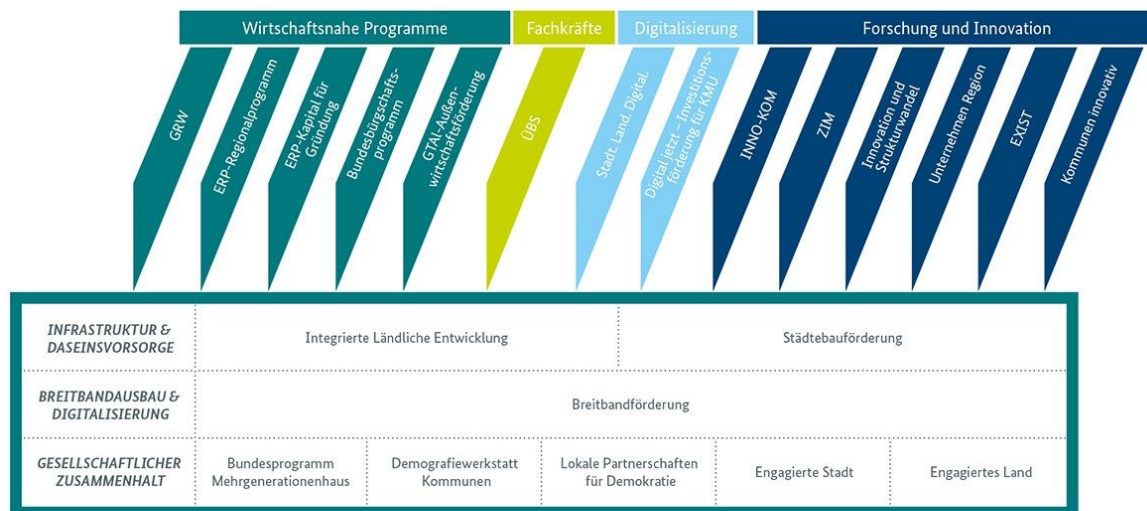 Wirtschaftsnahe Programme
Fachkräfte
Digitalisierung
Forschung und Innovation
GRW
ERP-Regionalprogramm
ERP-Kapital für
Gründung
Bundesbürgschafts-
programm
GTAI-Außen-
wirtschaftsförderung
ÜBS
Stadt. Land. Digital.
Digital jetzt – Investitions-
förderung für KMU
INNO-KOM
ZIM
Innovation und
Strukturwandel
Unternehmen Region
EXIST
Kommunen innovativ
INFRASTRUKTUR &
DASEINSVORSORGE
Integrierte Ländliche Entwicklung
Städtebauförderung
BREITBANDAUSBAU &
DIGITALISIERUNG
Breitbandförderung
GESELLSCHAFTLICHER
ZUSAMMENHALT
Bundesprogramm
Mehrgenerationenhaus
Demografiewerkstatt
Kommunen
Lokale Partnerschaften
für Demokratie
Engagierte Stadt
Engagiertes Land